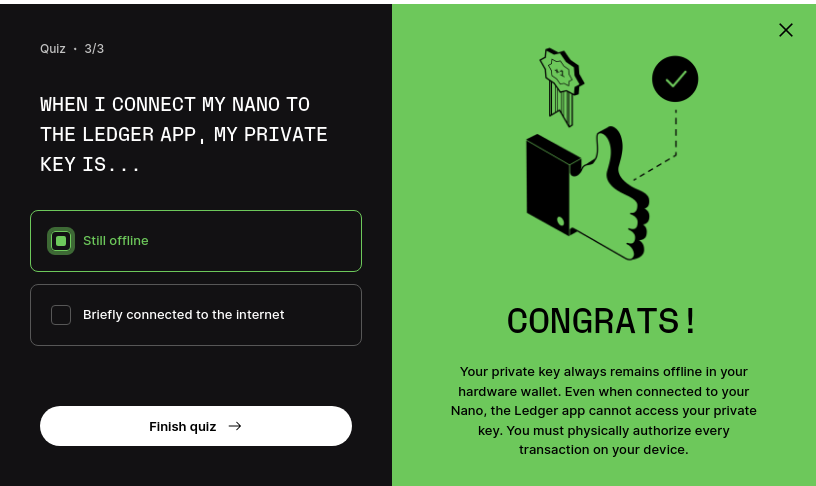 Quiz • 3/3
WHEN I CONNECT MY NANO TO
THE LEDGER APP, MY PRIVATE
KEY IS...
Still offline
Briefly connected to the internet
Finish quiz
CONGRATS!
Your private key always remains offline in your
hardware wallet. Even when connected to your
Nano, the Ledger app cannot access your private
key. You must physically authorize every
transaction on your device.